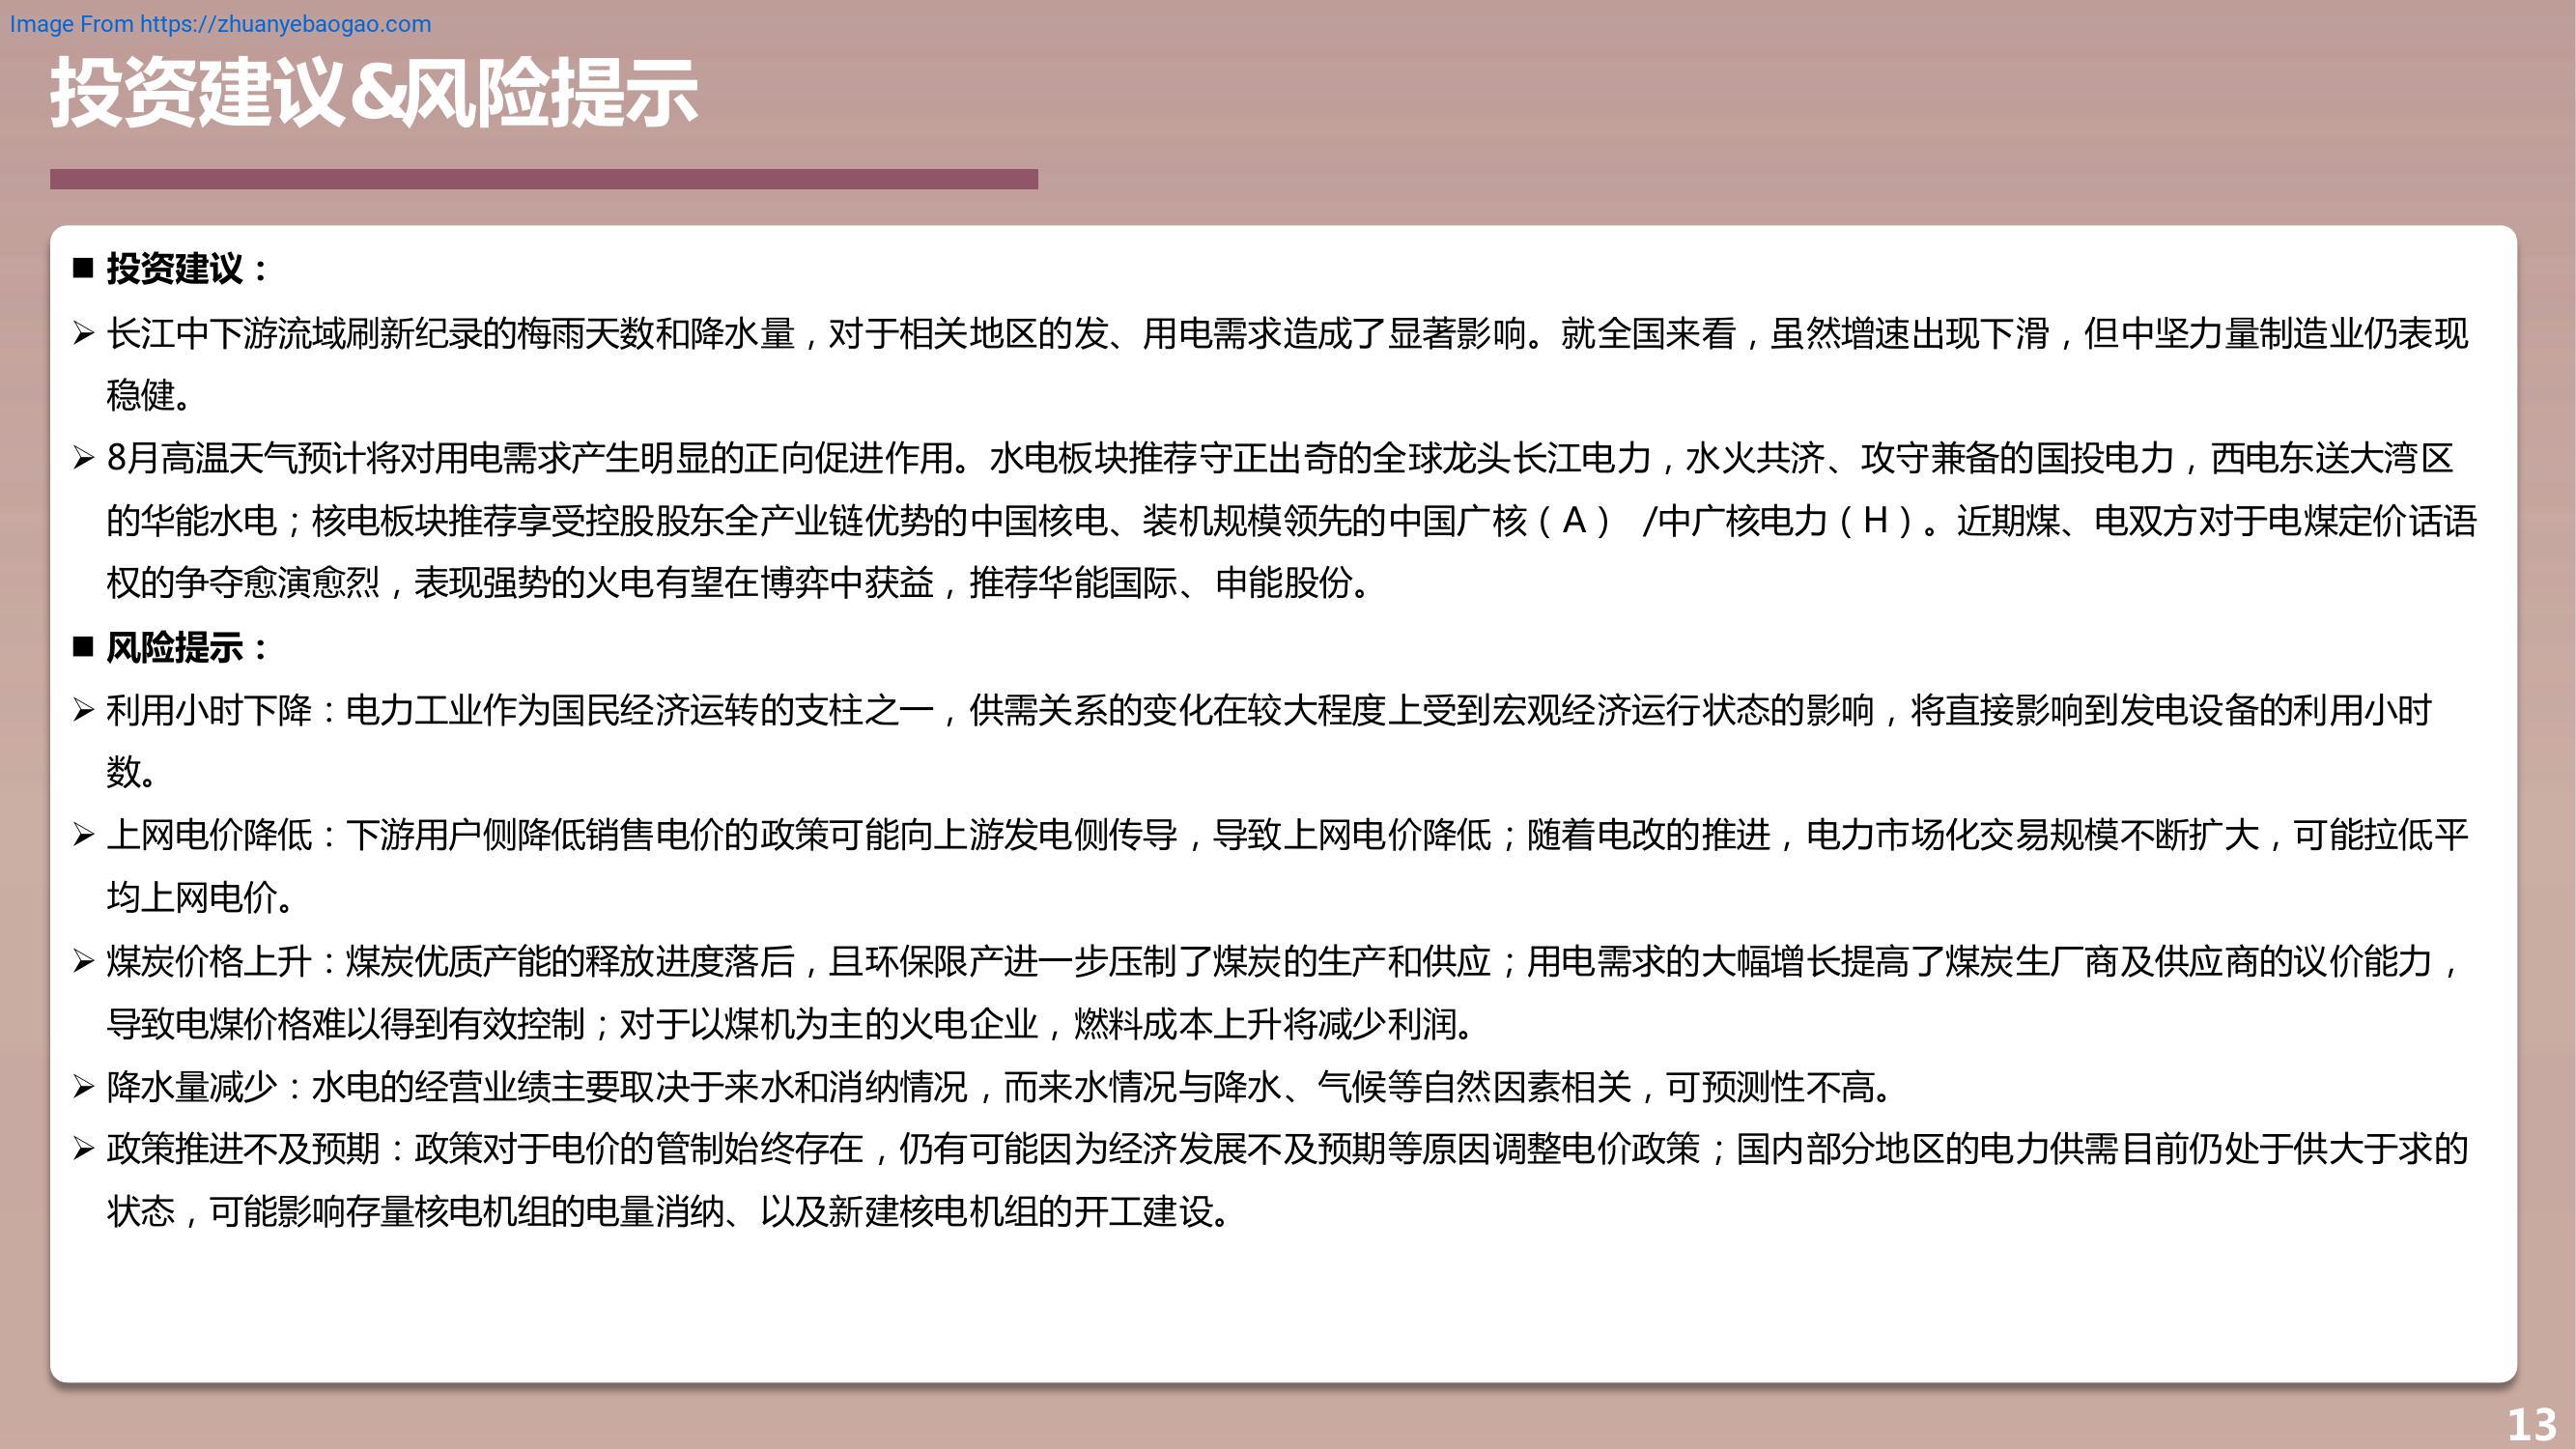 Image From https://zhuanyebaogao.com
投资建议&风险提示
■ 投资建议：
➢ 长江中下游流域刷新纪录的梅雨天数和降水量，对于相关地区的发、用电需求造成了显著影响。就全国来看，虽然增速出现下滑，但中坚力量制造业仍表现
稳健。
➢ 8月高温天气预计将对用电需求产生明显的正向促进作用。水电板块推荐守正出奇的全球龙头长江电力，水火共济、攻守兼备的国投电力，西电东送大湾区
的华能水电；核电板块推荐享受控股股东全产业链优势的中国核电、装机规模领先的中国广核（A） /中广核电力（H）。近期煤、电双方对于电煤定价话语
权的争夺愈演愈烈，表现强势的火电有望在博弈中获益，推荐华能国际、申能股份。
■ 风险提示：
➢ 利用小时下降：电力工业作为国民经济运转的支柱之一，供需关系的变化在较大程度上受到宏观经济运行状态的影响，将直接影响到发电设备的利用小时
数。
➢ 上网电价降低：下游用户侧降低销售电价的政策可能向上游发电侧传导，导致上网电价降低；随着电改的推进，电力市场化交易规模不断扩大，可能拉低平
均上网电价。
➢ 煤炭价格上升：煤炭优质产能的释放进度落后，且环保限产进一步压制了煤炭的生产和供应；用电需求的大幅增长提高了煤炭生厂商及供应商的议价能力，
导致电煤价格难以得到有效控制；对于以煤机为主的火电企业，燃料成本上升将减少利润。
➢ 降水量减少：水电的经营业绩主要取决于来水和消纳情况，而来水情况与降水、气候等自然因素相关，可预测性不高。
➢ 政策推进不及预期：政策对于电价的管制始终存在，仍有可能因为经济发展不及预期等原因调整电价政策；国内部分地区的电力供需目前仍处于供大于求的
状态，可能影响存量核电机组的电量消纳、以及新建核电机组的开工建设。
13